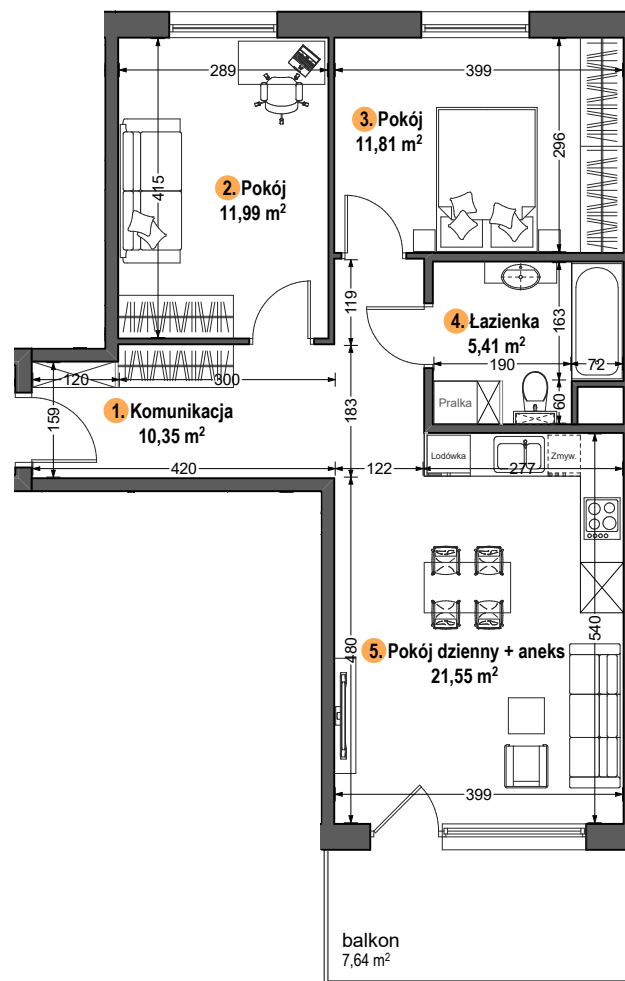 289
399
3. Pokój
11,81 m²
296
415
2. Pokój
11,99 m²
119
4. Łazienka
5,41 m²
163
190
72
120
300
183
Pralka
60
1. Komunikacja
10,35 m²
159
420
122
Lodówka
Zmyw.
277
540
480
5. Pokój dzienny + aneks
21,55 m²
399
balkon
7,64 m²